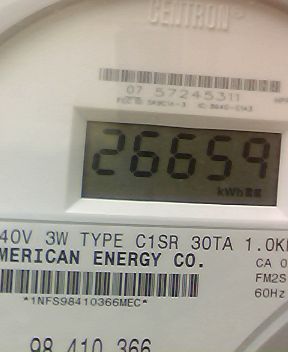 CENTRON®
07 57245311
26659
kWh
40V 3W TYPE C1SR 30TA 1.0K
MERICAN ENERGY CO.
CA 0
FM2S
60Hz
*1NFS98410366MEC*
98 410 366